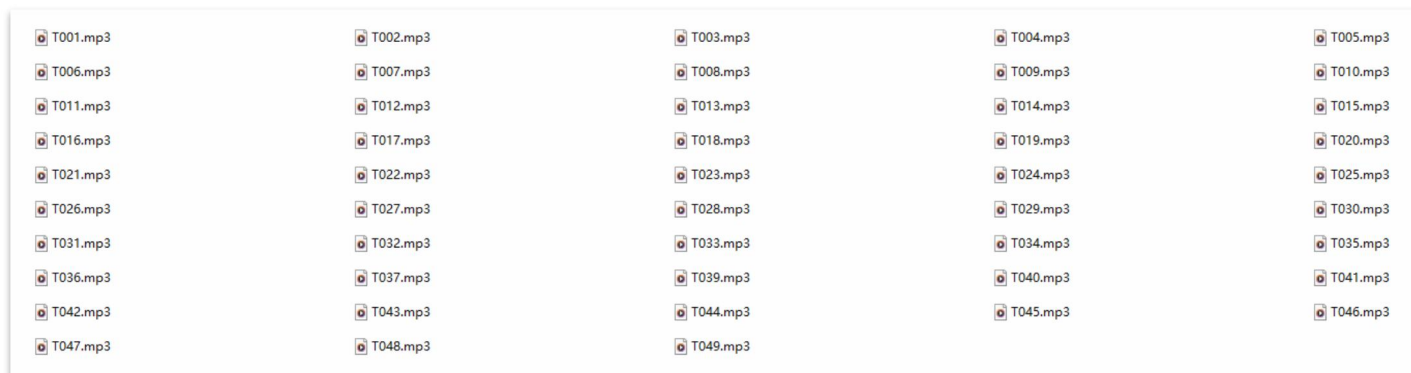 T001.mp3 T002.mp3 T003.mp3 T004.mp3 T005.mp3
T006.mp3 T007.mp3 T008.mp3 T009.mp3 T010.mp3
T011.mp3 T012.mp3 T013.mp3 T014.mp3 T015.mp3
T016.mp3 T017.mp3 T018.mp3 T019.mp3 T020.mp3
T021.mp3 T022.mp3 T023.mp3 T024.mp3 T025.mp3
T026.mp3 T027.mp3 T028.mp3 T029.mp3 T030.mp3
T031.mp3 T032.mp3 T033.mp3 T034.mp3 T035.mp3
T036.mp3 T037.mp3 T039.mp3 T040.mp3 T041.mp3
T042.mp3 T043.mp3 T044.mp3 T045.mp3 T046.mp3
T047.mp3 T048.mp3 T049.mp3